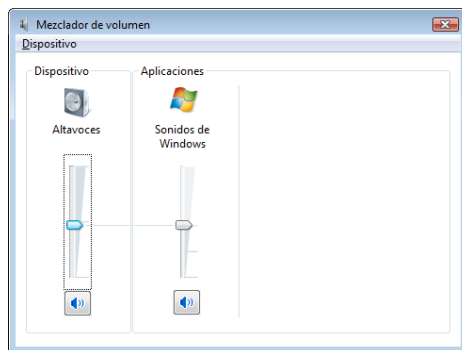 Mezclador de volumen
Dispositivo
Dispositivo
Aplicaciones
Altavoces
Sonidos de
Windows